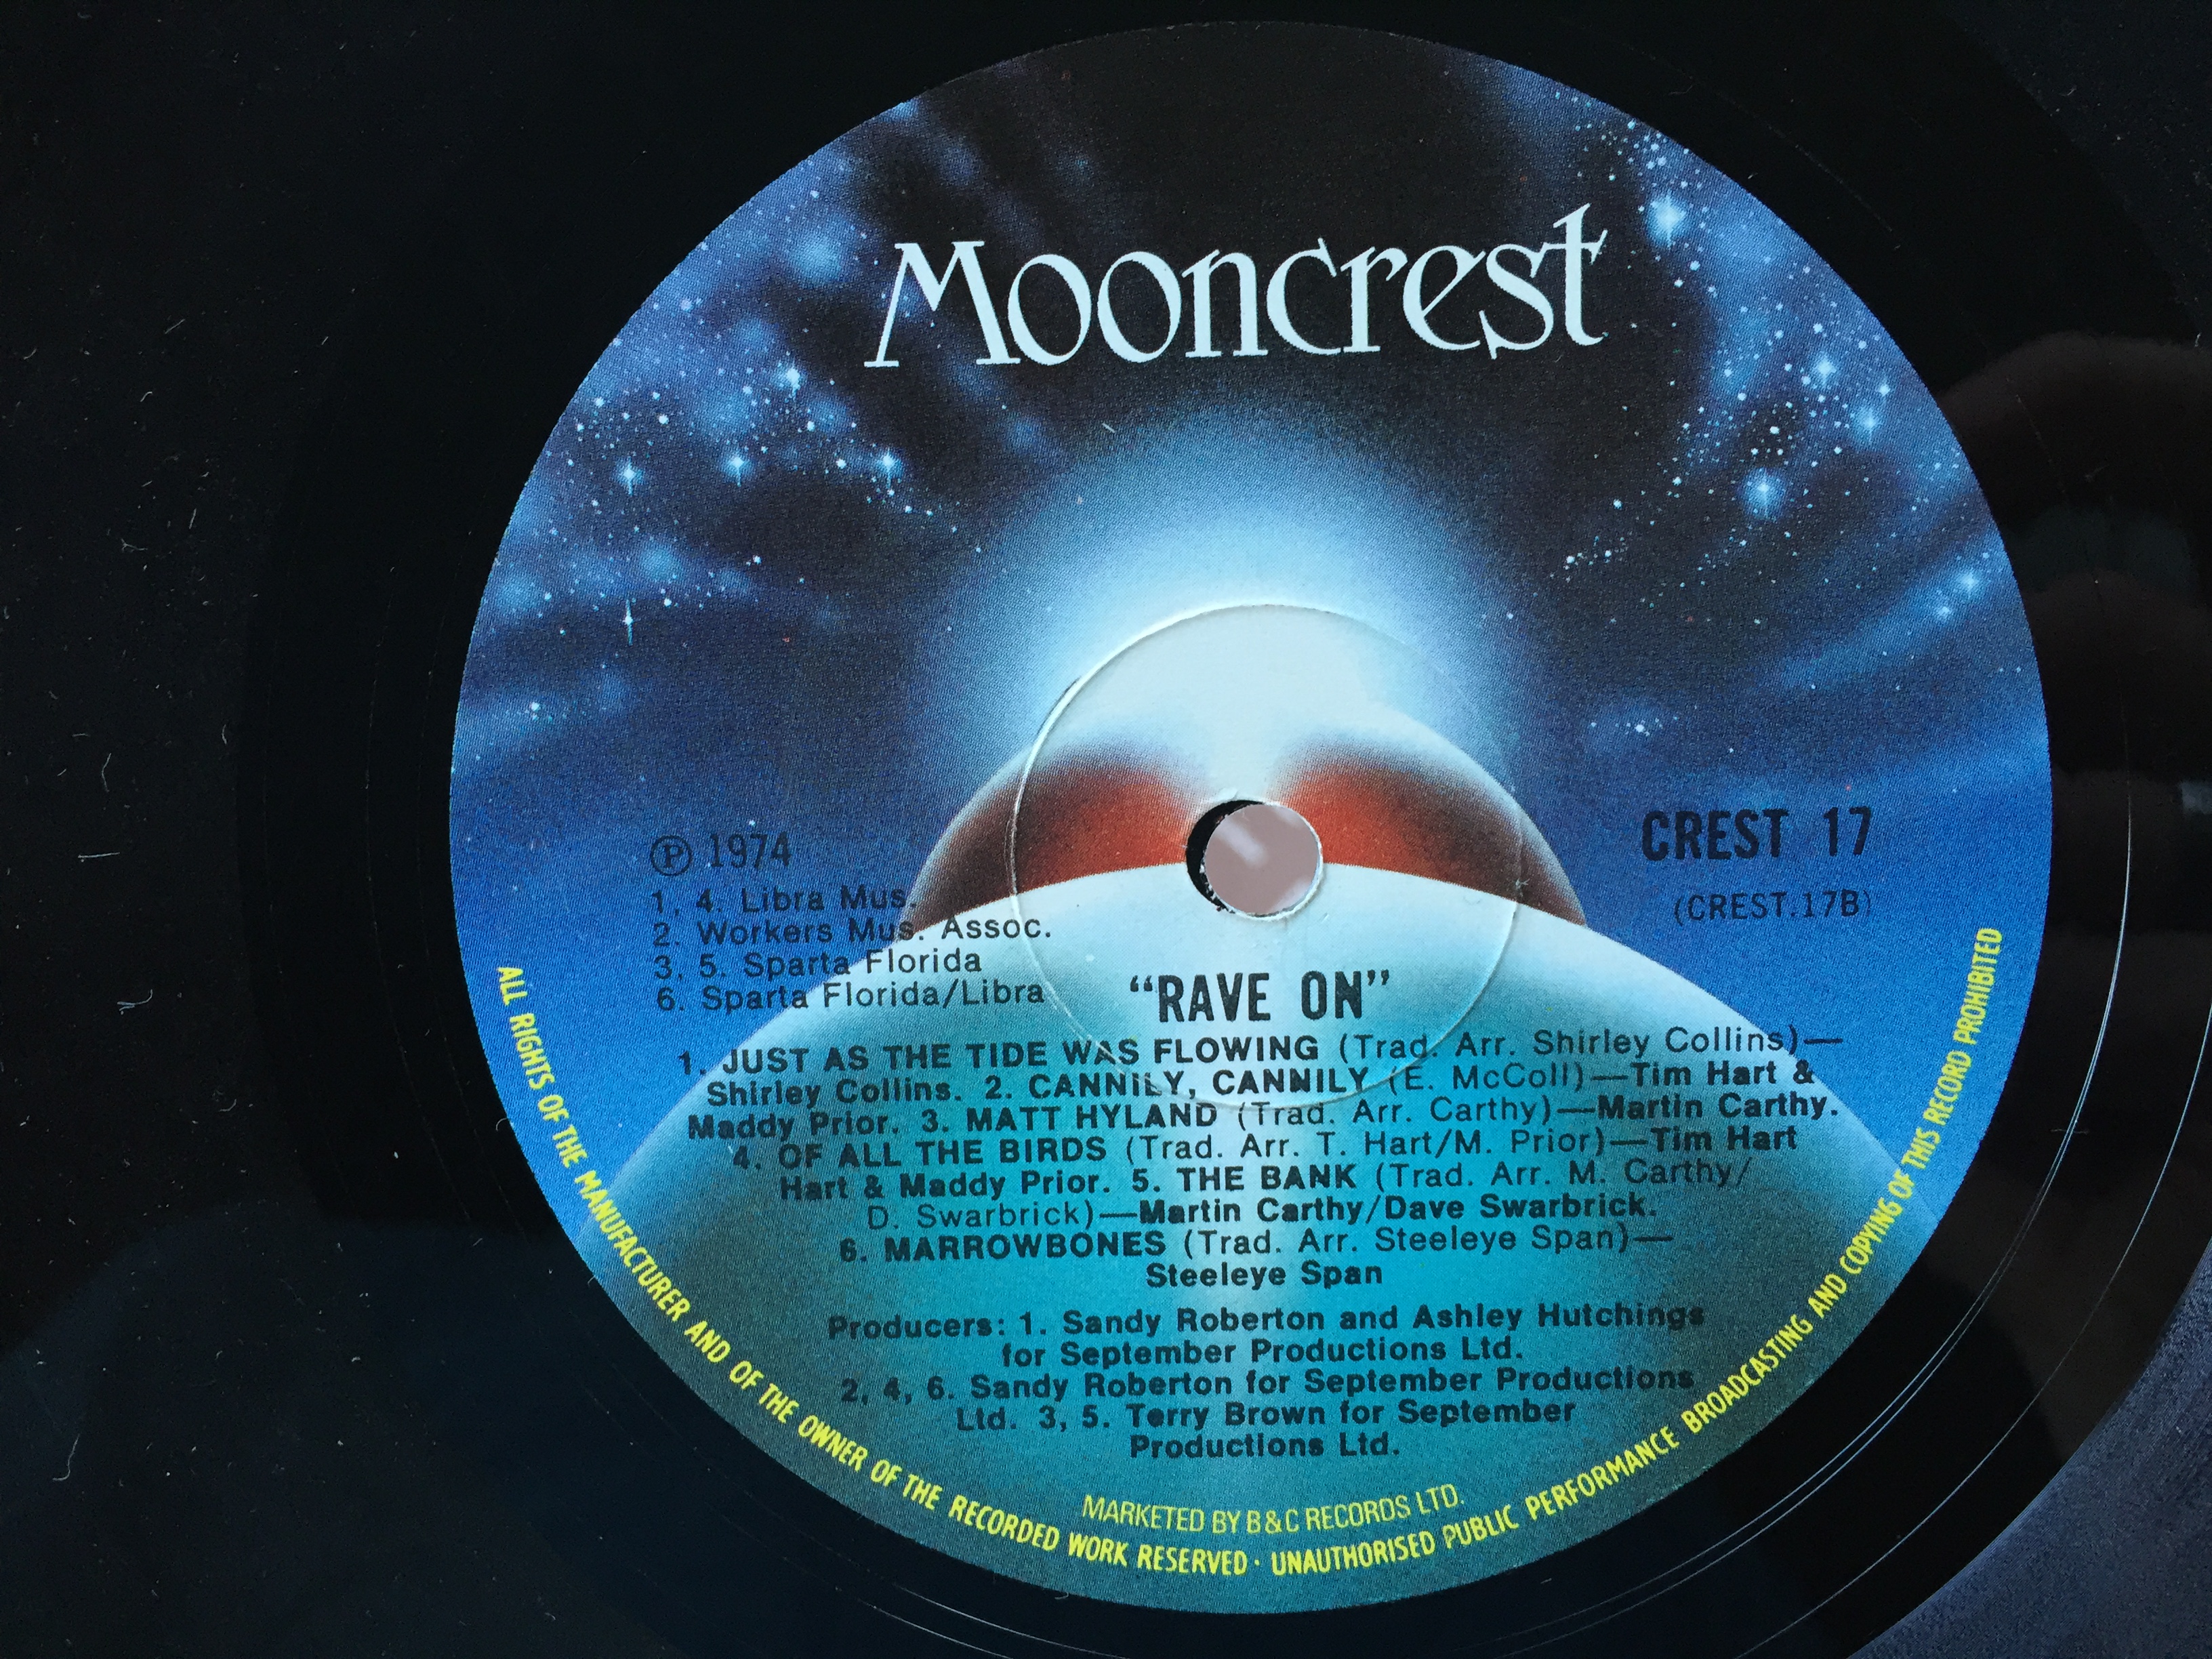 Mooncrest
Ⓟ 1974
1, 4. Libra Mus.
2. Workers Mus. Assoc.
3, 5. Sparta Florida
6. Sparta Florida/Libra
CREST 17
(CREST.17B)
“RAVE ON”
1. JUST AS THE TIDE WAS FLOWING (Trad. Arr. Shirley Collins)—
Shirley Collins. 2. CANNILY, CANNILY (E. McColl)—Tim Hart &
Maddy Prior. 3. MATT HYLAND (Trad. Arr. Carthy)—Martin Carthy.
4. OF ALL THE BIRDS (Trad. Arr. T. Hart/M. Prior)—Tim Hart
Hart & Maddy Prior. 5. THE BANK (Trad. Arr. M. Carthy/
D. Swarbrick)—Martin Carthy/Dave Swarbrick.
6. MARROWBONES (Trad. Arr. Steeleye Span)—
Steeleye Span
Producers: 1. Sandy Roberton and Ashley Hutchings
for September Productions Ltd.
2, 4, 6. Sandy Roberton for September Productions
Ltd. 3, 5. Terry Brown for September
Productions Ltd.
MARKETED BY B&C RECORDS LTD.
ALL RIGHTS OF THE MANUFACTURER AND OF THE OWNER OF THE RECORDED WORK RESERVED · UNAUTHORISED PUBLIC PERFORMANCE BROADCASTING AND COPYING OF THIS RECORD PROHIBITED